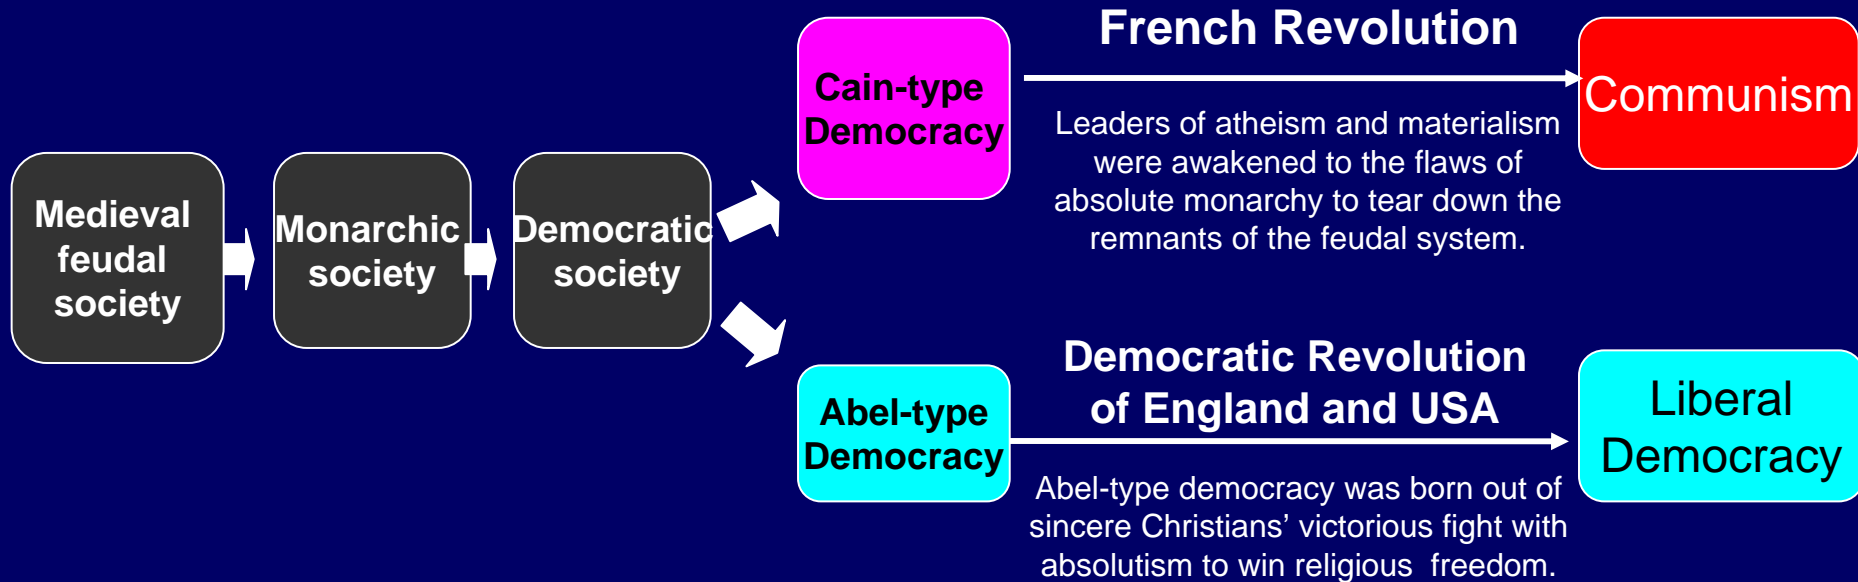 Medieval
feudal
society
Monarchic
society
Democratic
society
Cain-type
Democracy
French Revolution
Leaders of atheism and materialism
were awakened to the flaws of
absolute monarchy to tear down the
remnants of the feudal system.
Communism
Abel-type
Democracy
Democratic Revolution
of England and USA
Abel-type democracy was born out of
sincere Christians’ victorious fight with
absolutism to win religious freedom.
Liberal
Democracy